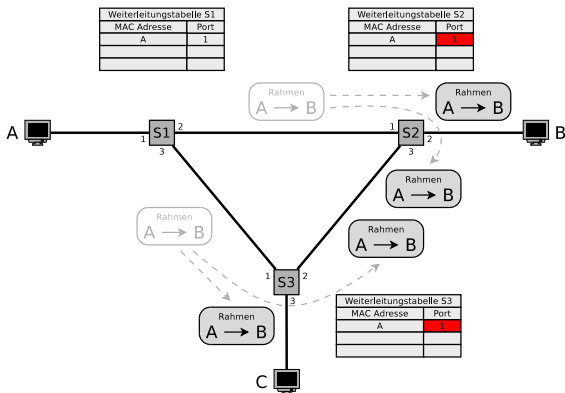 Weiterleitungstabelle S1
MAC Adresse Port
A 1
Weiterleitungstabelle S2
MAC Adresse Port
A 1
Rahmen
A → B
Rahmen
A → B
A
1
S1
2
3
1
S2
2
3
B
Rahmen
A → B
Rahmen
A → B
Rahmen
A → B
1
S3
2
3
Rahmen
A → B
Weiterleitungstabelle S3
MAC Adresse Port
A 1
C